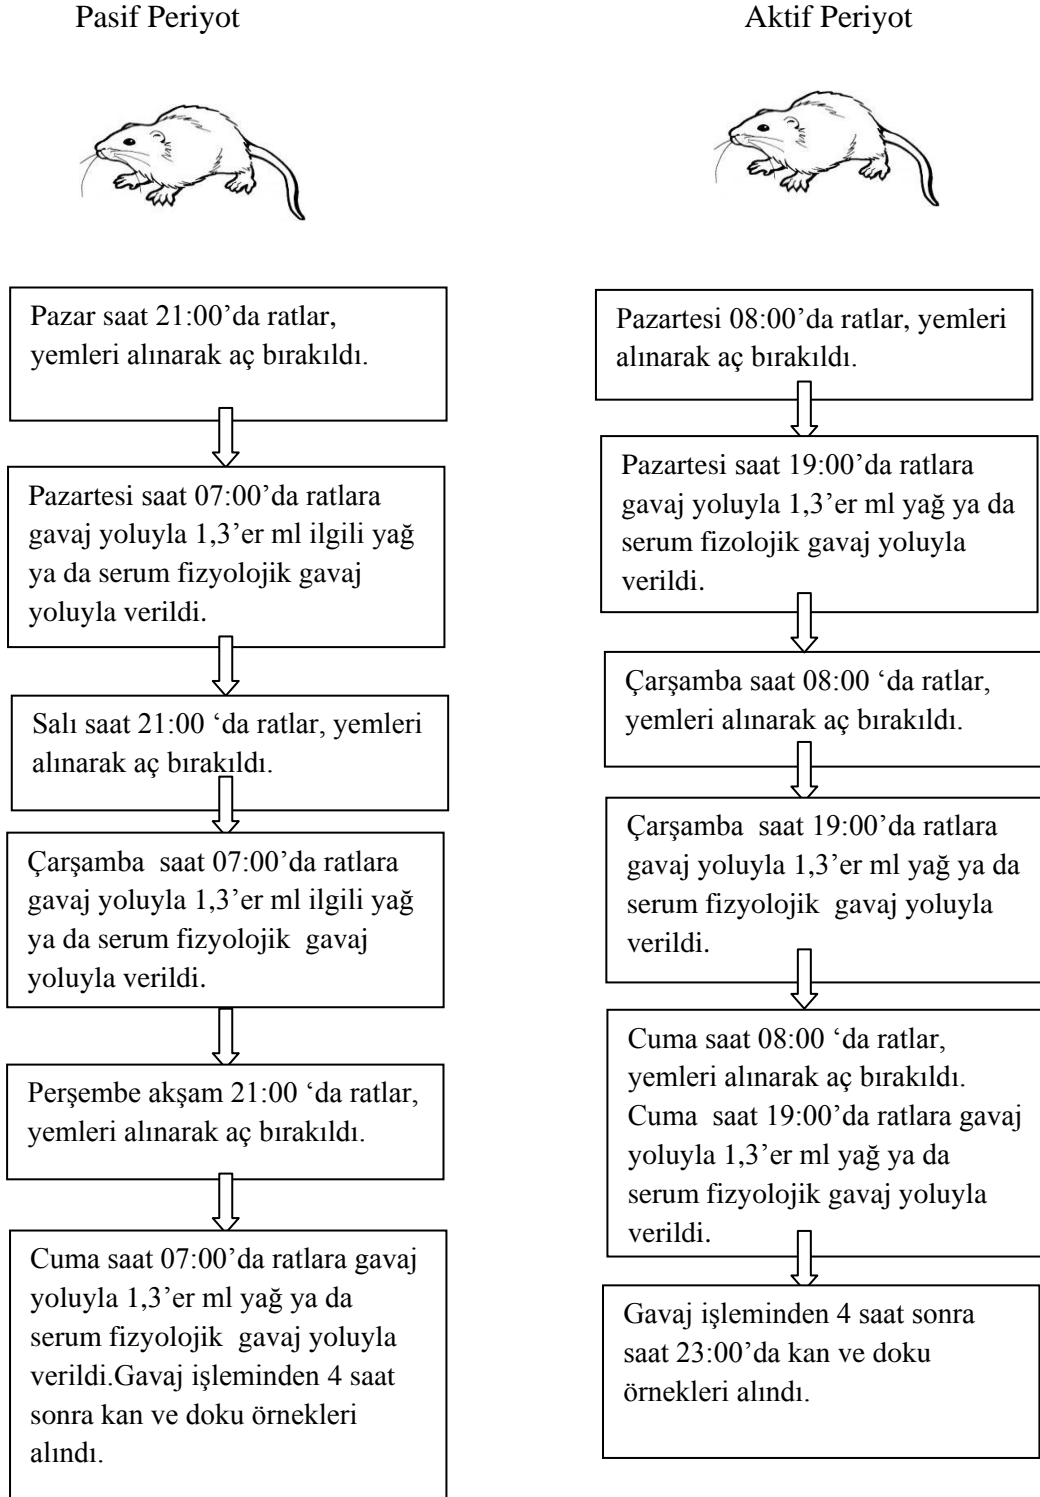 Pasif Periyot
Aktif Periyot
Pazar saat 21:00’da ratlar,
yemleri alınarak aç bırakıldı.
Pazartesi saat 07:00’da ratlara
gavaj yoluyla 1,3’er ml ilgili yağ
ya da serum fizyolojik gavaj
yoluyla verildi.
Salı saat 21:00 ‘da ratlar, yemleri
alınarak aç bırakıldı.
Çarşamba  saat 07:00’da ratlara
gavaj yoluyla 1,3’er ml ilgili yağ
ya da serum fizyolojik  gavaj
yoluyla verildi.
Perşembe akşam 21:00 ‘da ratlar,
yemleri alınarak aç bırakıldı.
Cuma saat 07:00’da ratlara gavaj
yoluyla 1,3’er ml yağ ya da
serum fizyolojik  gavaj yoluyla
verildi.Gavaj işleminden 4 saat
sonra kan ve doku örnekleri
alındı.
Pazartesi 08:00’da ratlar, yemleri
alınarak aç bırakıldı.
Pazartesi saat 19:00’da ratlara
gavaj yoluyla 1,3’er ml yağ ya da
serum fizolojik gavaj yoluyla
verildi.
Çarşamba saat 08:00 ‘da ratlar,
yemleri alınarak aç bırakıldı.
Çarşamba  saat 19:00’da ratlara
gavaj yoluyla 1,3’er ml yağ ya da
serum fizyolojik  gavaj yoluyla
verildi.
Cuma saat 08:00 ‘da ratlar,
yemleri alınarak aç bırakıldı.
Cuma  saat 19:00’da ratlara gavaj
yoluyla 1,3’er ml yağ ya da
serum fizyolojik gavaj yoluyla
verildi.
Gavaj işleminden 4 saat sonra
saat 23:00’da kan ve doku
örnekleri alındı.